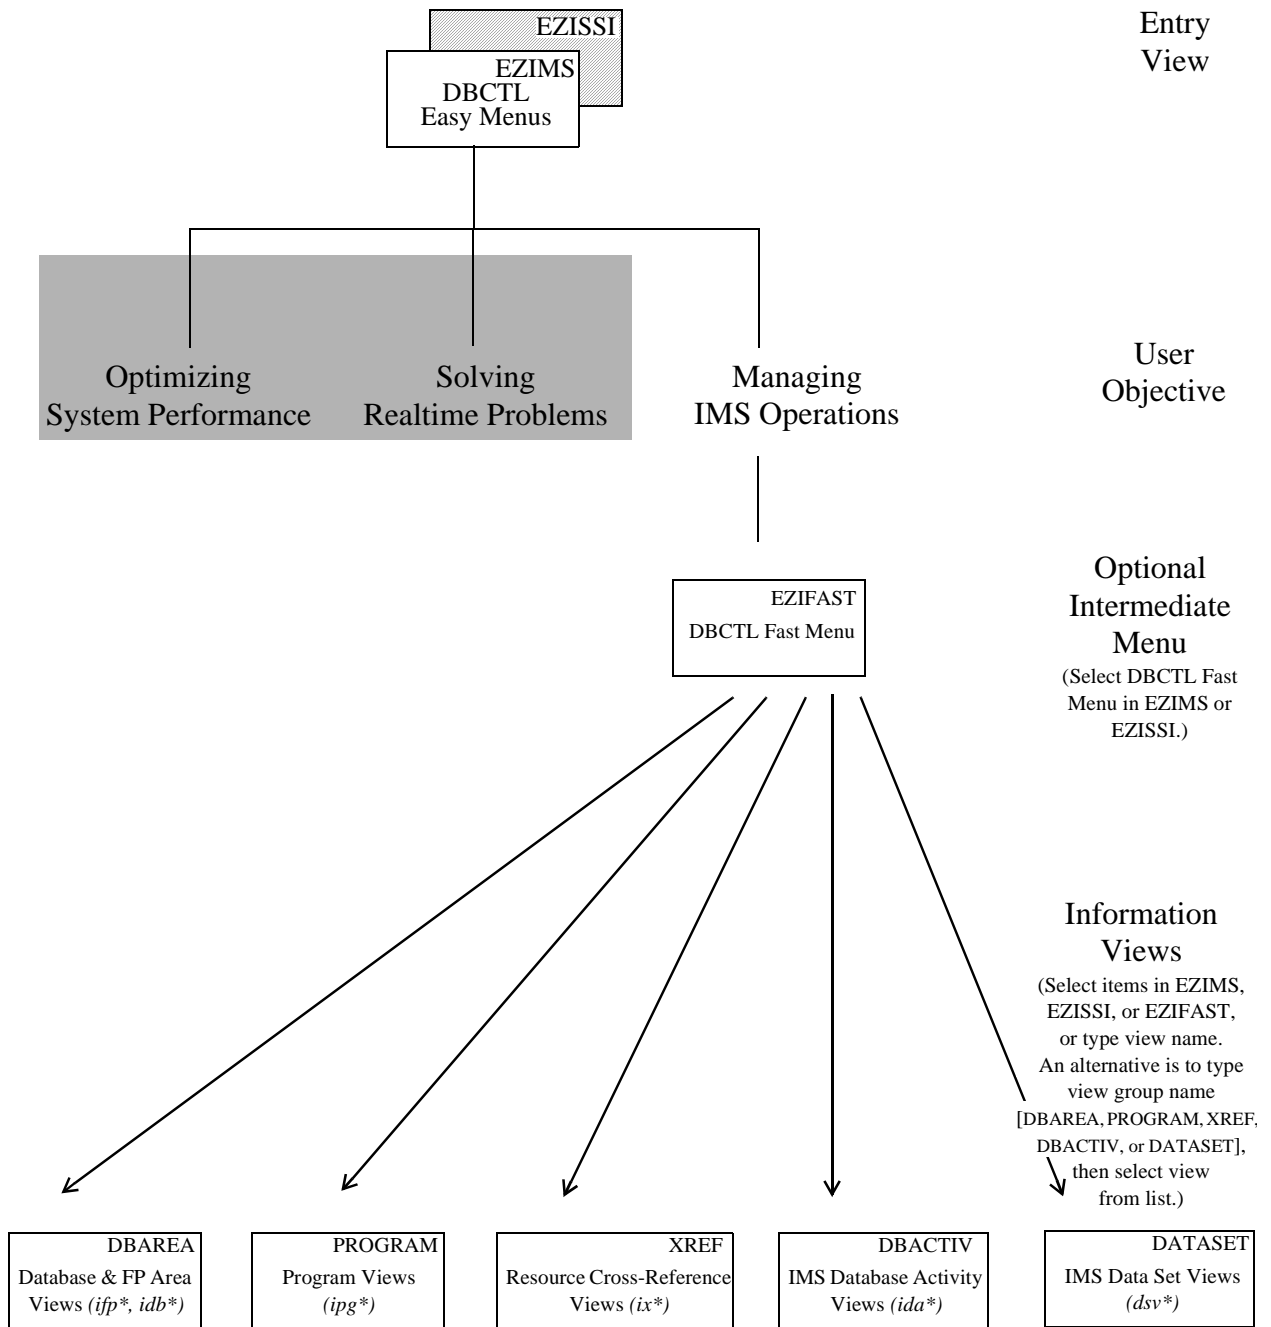 EZISSI
EZIMS
DBCTL
Easy Menus
Entry
View
Optimizing
System Performance
Solving
Realtime Problems
Managing
IMS Operations
User
Objective
EZIFAST
DBCTL Fast Menu
Optional
Intermediate
Menu
(Select DBCTL Fast
Menu in EZIMS or
EZISSI.)
Information
Views
(Select items in EZIMS,
EZISSI, or EZIFAST,
or type view name.
An alternative is to type
view group name
[DBAREA, PROGRAM, XREF,
DBACTIV, or DATASET],
then select view
from list.)
DBAREA
Database & FP Area
Views (ifp*, idb*)
PROGRAM
Program Views
(ipg*)
XREF
Resource Cross-Reference
Views (ix*)
DBACTIV
IMS Database Activity
Views (ida*)
DATASET
IMS Data Set Views
(dsv*)